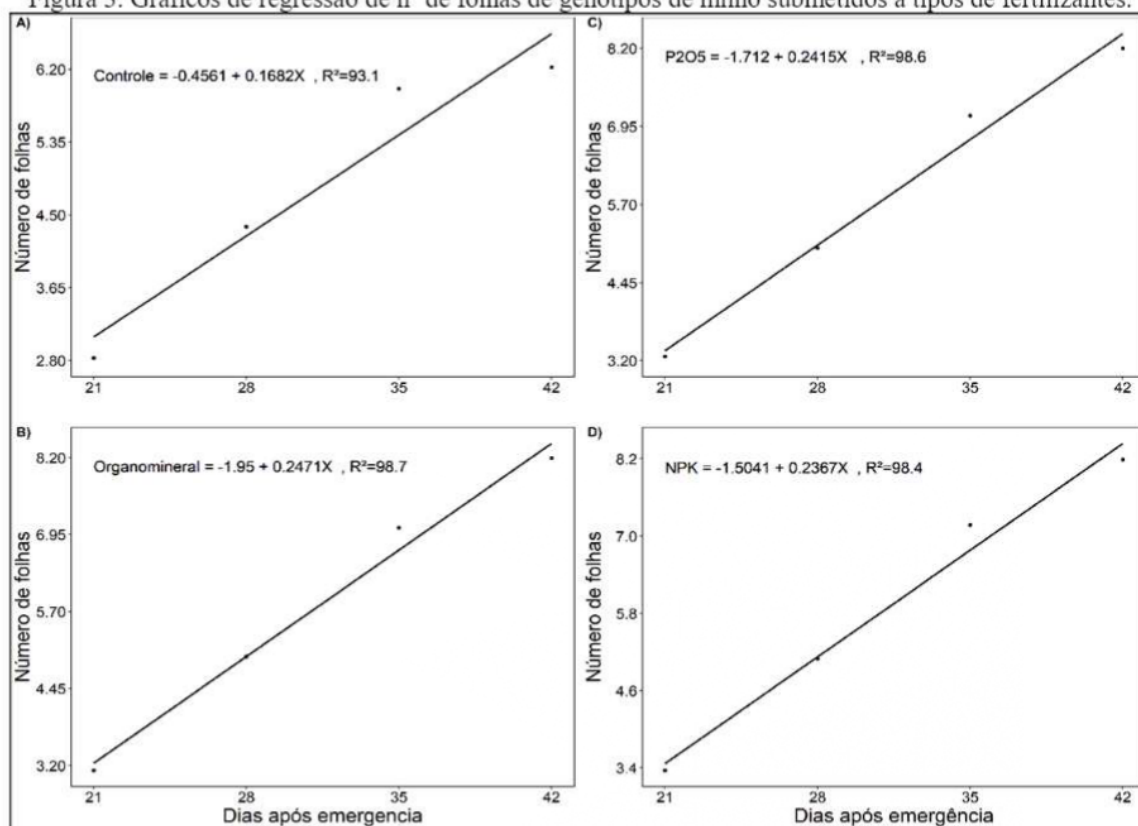 Figura 3. Gráficos de regressão de nº de folhas de genótipos de milho submetidos a tipos de fertilizantes.
A)
Controle = -0.4561 + 0.1682X , R²=93.1
Número de folhas
6.20
5.35
4.50
3.65
2.80
21 28 35 42
C)
P2O5 = -1.712 + 0.2415X , R²=98.6
Número de folhas
8.20
6.95
5.70
4.45
3.20
21 28 35 42
B)
Organomineral = -1.95 + 0.2471X , R²=98.7
Número de folhas
8.20
6.95
5.70
4.45
3.20
21 28 35 42
Dias após emergencia
D)
NPK = -1.5041 + 0.2367X , R²=98.4
Número de folhas
8.2
7.0
5.8
4.6
3.4
21 28 35 42
Dias após emergência